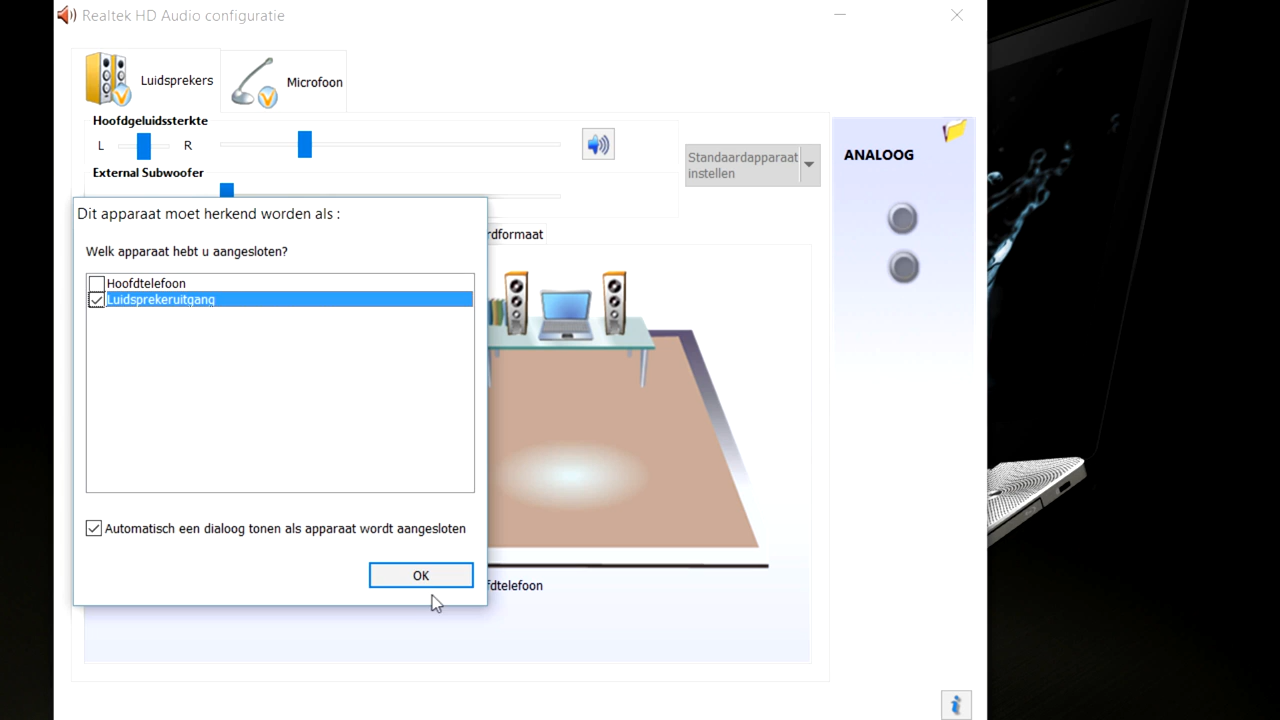 Realtek HD Audio configuratie
Luidsprekers
Microfoon
Hoofdgeluidssterkte
L
R
External Subwoofer
Standaardapparaat
instellen
ANALOOG
Dit apparaat moet herkend worden als :
Welk apparaat hebt u aangesloten?
Hoofdtelefoon
Luidsprekeruitgang
Automatisch een dialoog tonen als apparaat wordt aangesloten
OK
rdformaat
fdtelefoon